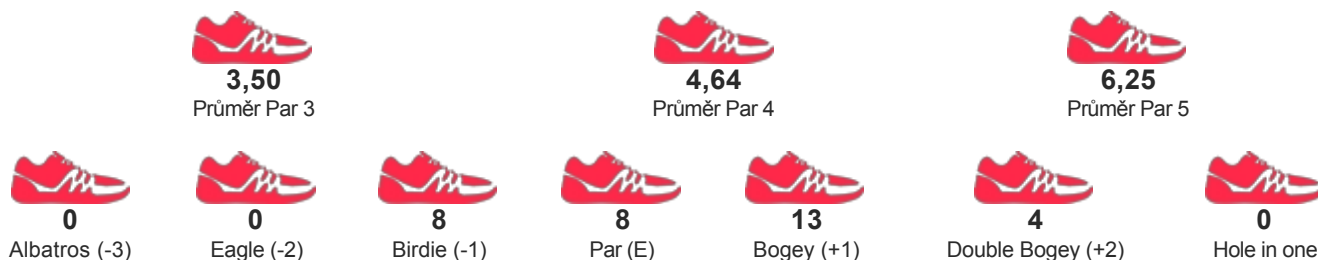 3,50
Průměr Par 3
4,64
Průměr Par 4
6,25
Průměr Par 5
0
Albatros (-3)
0
Eagle (-2)
8
Birdie (-1)
8
Par (E)
13
Bogey (+1)
4
Double Bogey (+2)
0
Hole in one